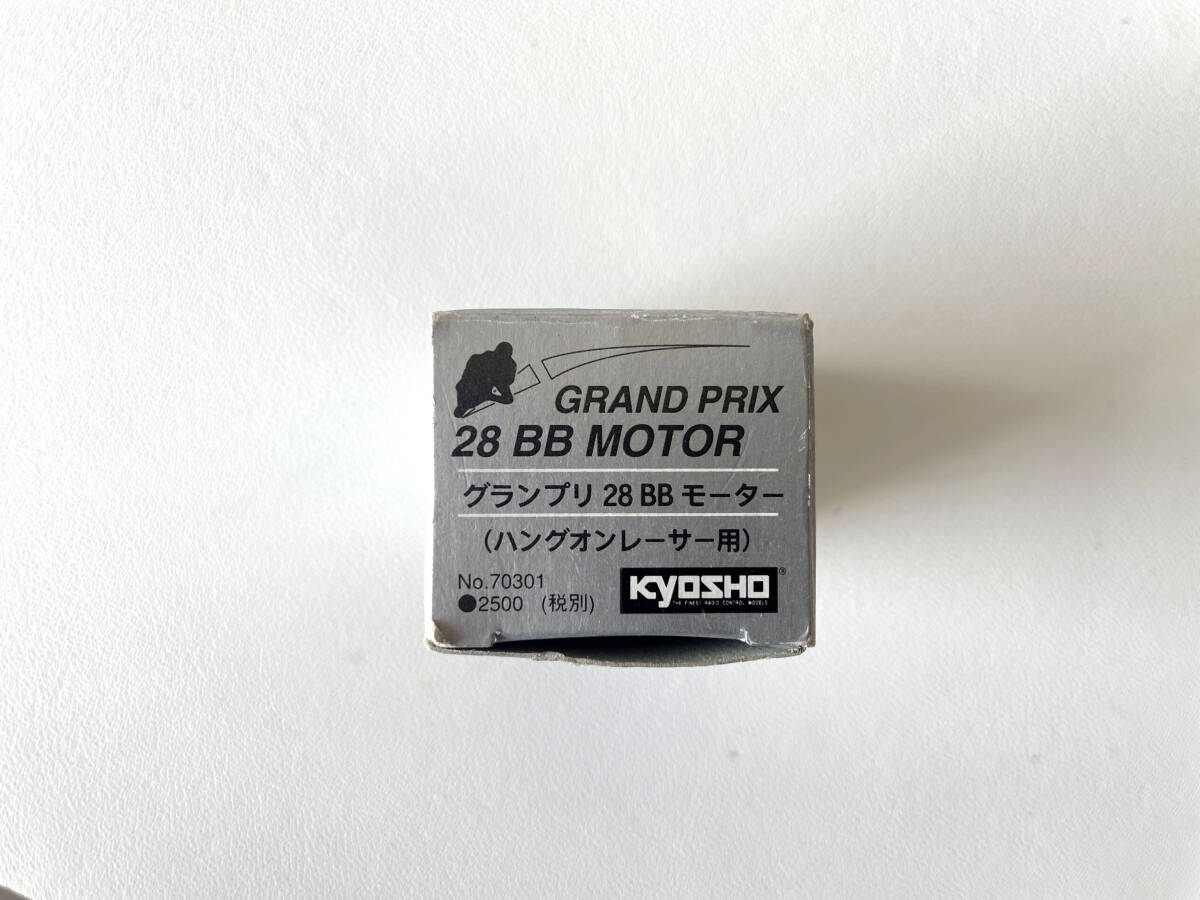 GRAND PRIX
28 BB MOTOR
グランプリ 28 BB モーター
(ハングオンレーサー用)
No.70301
●2500 (税別)
KYOSHO®
THE FINEST RADIO CONTROL MODELS